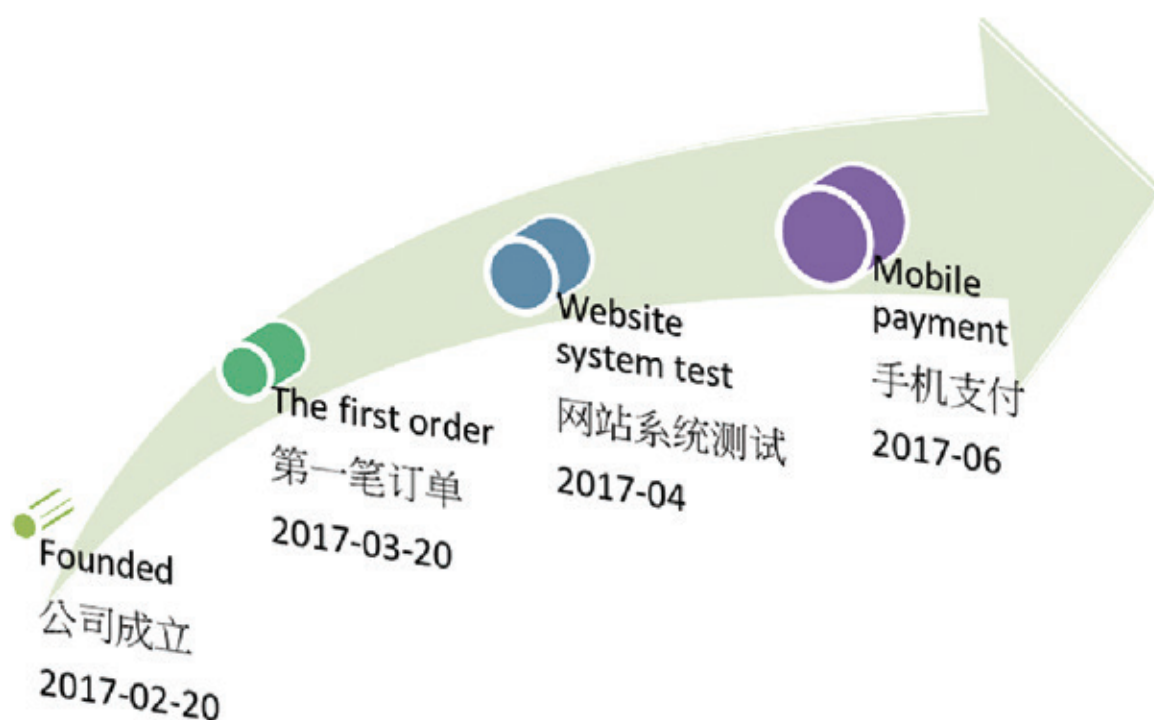 Founded
公司成立
2017-02-20
The first order
第一笔订单
2017-03-20
Website
system test
网站系统测试
2017-04
Mobile
payment
手机支付
2017-06